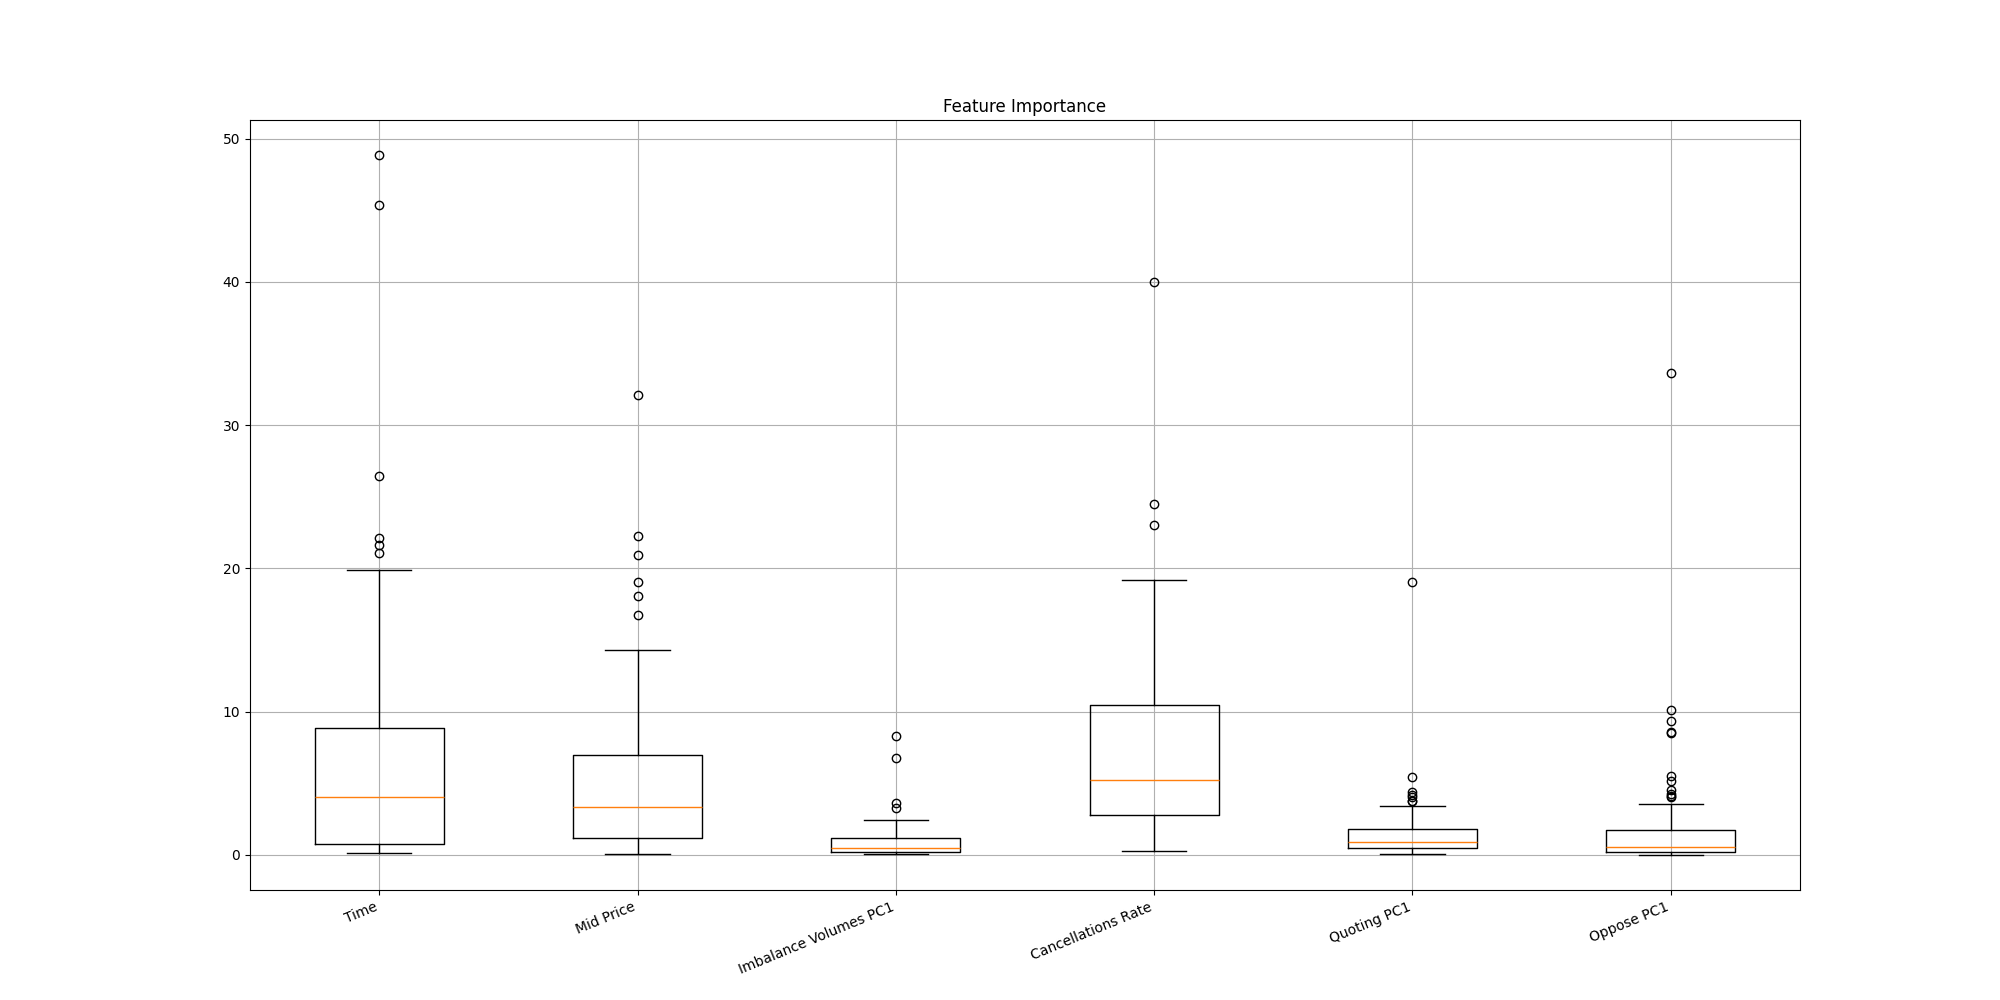 Feature Importance
50
40
30
20
10
0
Time
Mid Price
Imbalance Volumes PC1
Cancellations Rate
Quoting PC1
Oppose PC1